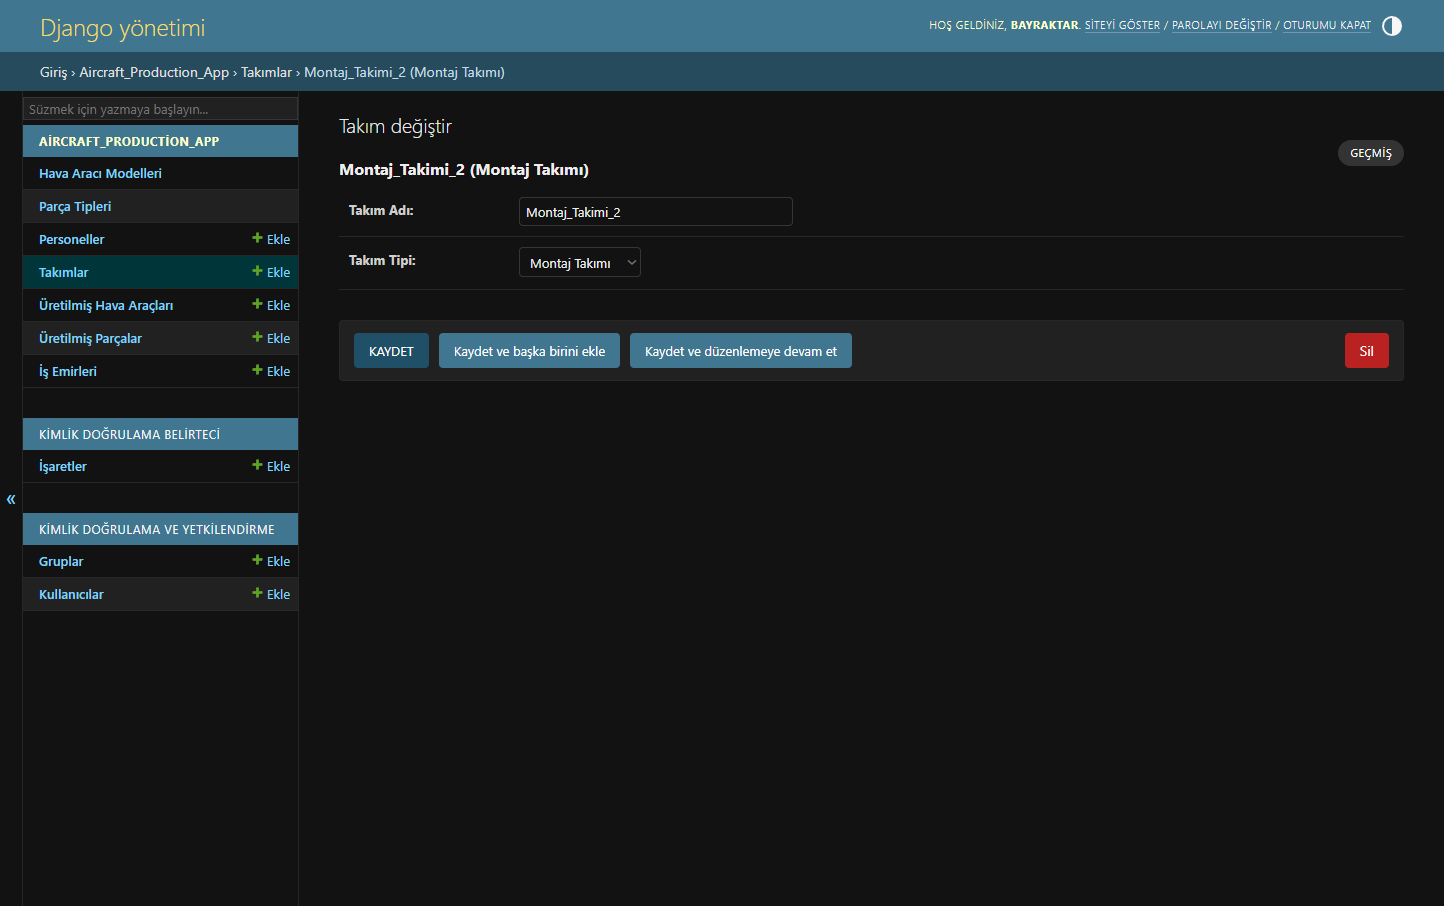 Django yönetimi
HOŞ GELDİNİZ, BAYRAKTAR. SİTEYİ GÖSTER / PAROLAYI DEĞİŞTİR / OTURUMU KAPAT
Giriş › Aircraft_Production_App › Takımlar › Montaj_Takimi_2 (Montaj Takımı)
Süzmek için yazmaya başlayın...
AİRCRAFT_PRODUCTİON_APP
Hava Aracı Modelleri
Parça Tipleri
Personeller + Ekle
Takımlar + Ekle
Üretilmiş Hava Araçları + Ekle
Üretilmiş Parçalar + Ekle
İş Emirleri + Ekle
KİMLİK DOĞRULAMA BELİRTECİ
İşaretler + Ekle
«
KİMLİK DOĞRULAMA VE YETKİLENDİRME
Gruplar + Ekle
Kullanıcılar + Ekle
Takım değiştir
GEÇMİŞ
Montaj_Takimi_2 (Montaj Takımı)
Takım Adı: Montaj_Takimi_2
Takım Tipi: Montaj Takımı
KAYDET Kaydet ve başka birini ekle Kaydet ve düzenlemeye devam et Sil